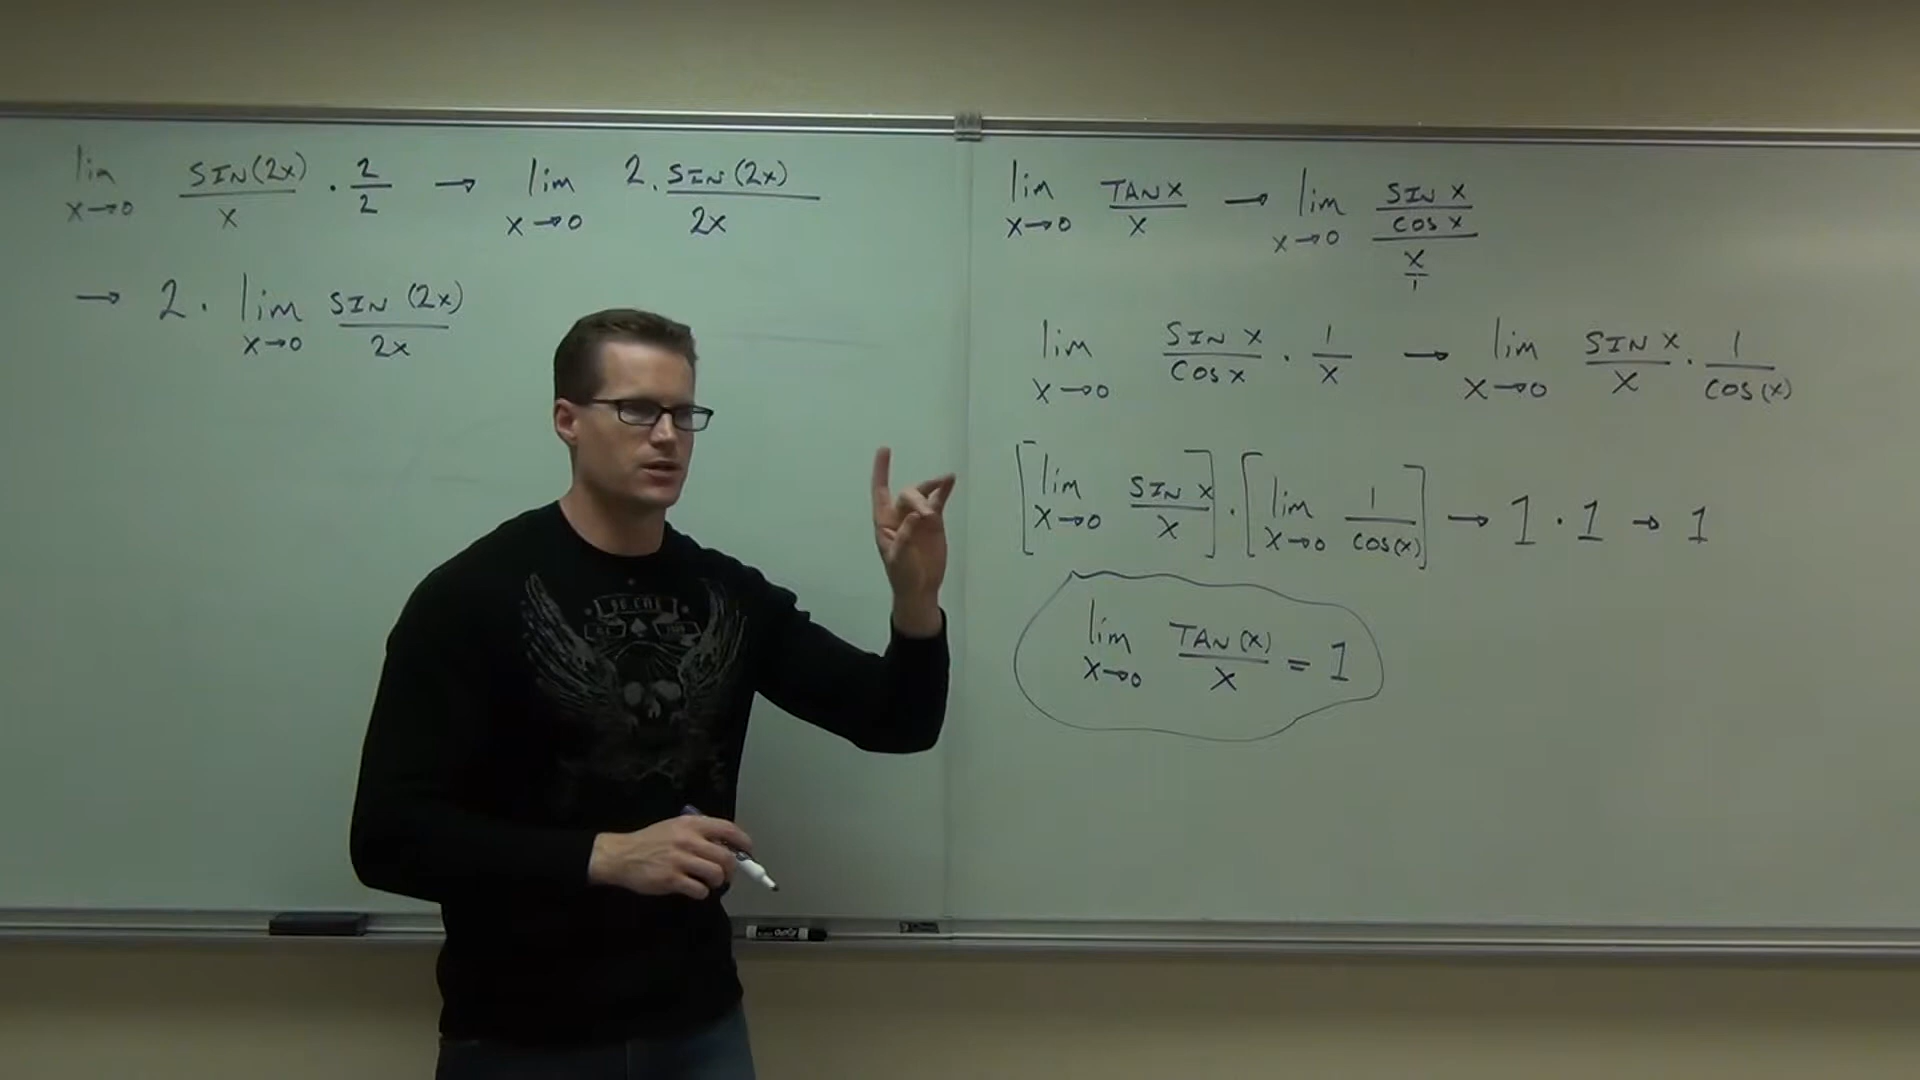 lim x→0 SIN(2x)/x · 2/2 → lim x→0 2 · SIN(2x)/2x
→ 2 · lim x→0 SIN (2x)/2x
lim x→0 TAN x/x → lim x→0 (SIN x/COS x)/(x/1)
lim x→0 SIN x/COS x · 1/x → lim x→0 SIN x/x · 1/COS(x)
[lim x→0 SIN x/x] · [lim x→0 1/COS(x)] → 1 · 1 → 1
lim x→0 TAN(x)/x = 1